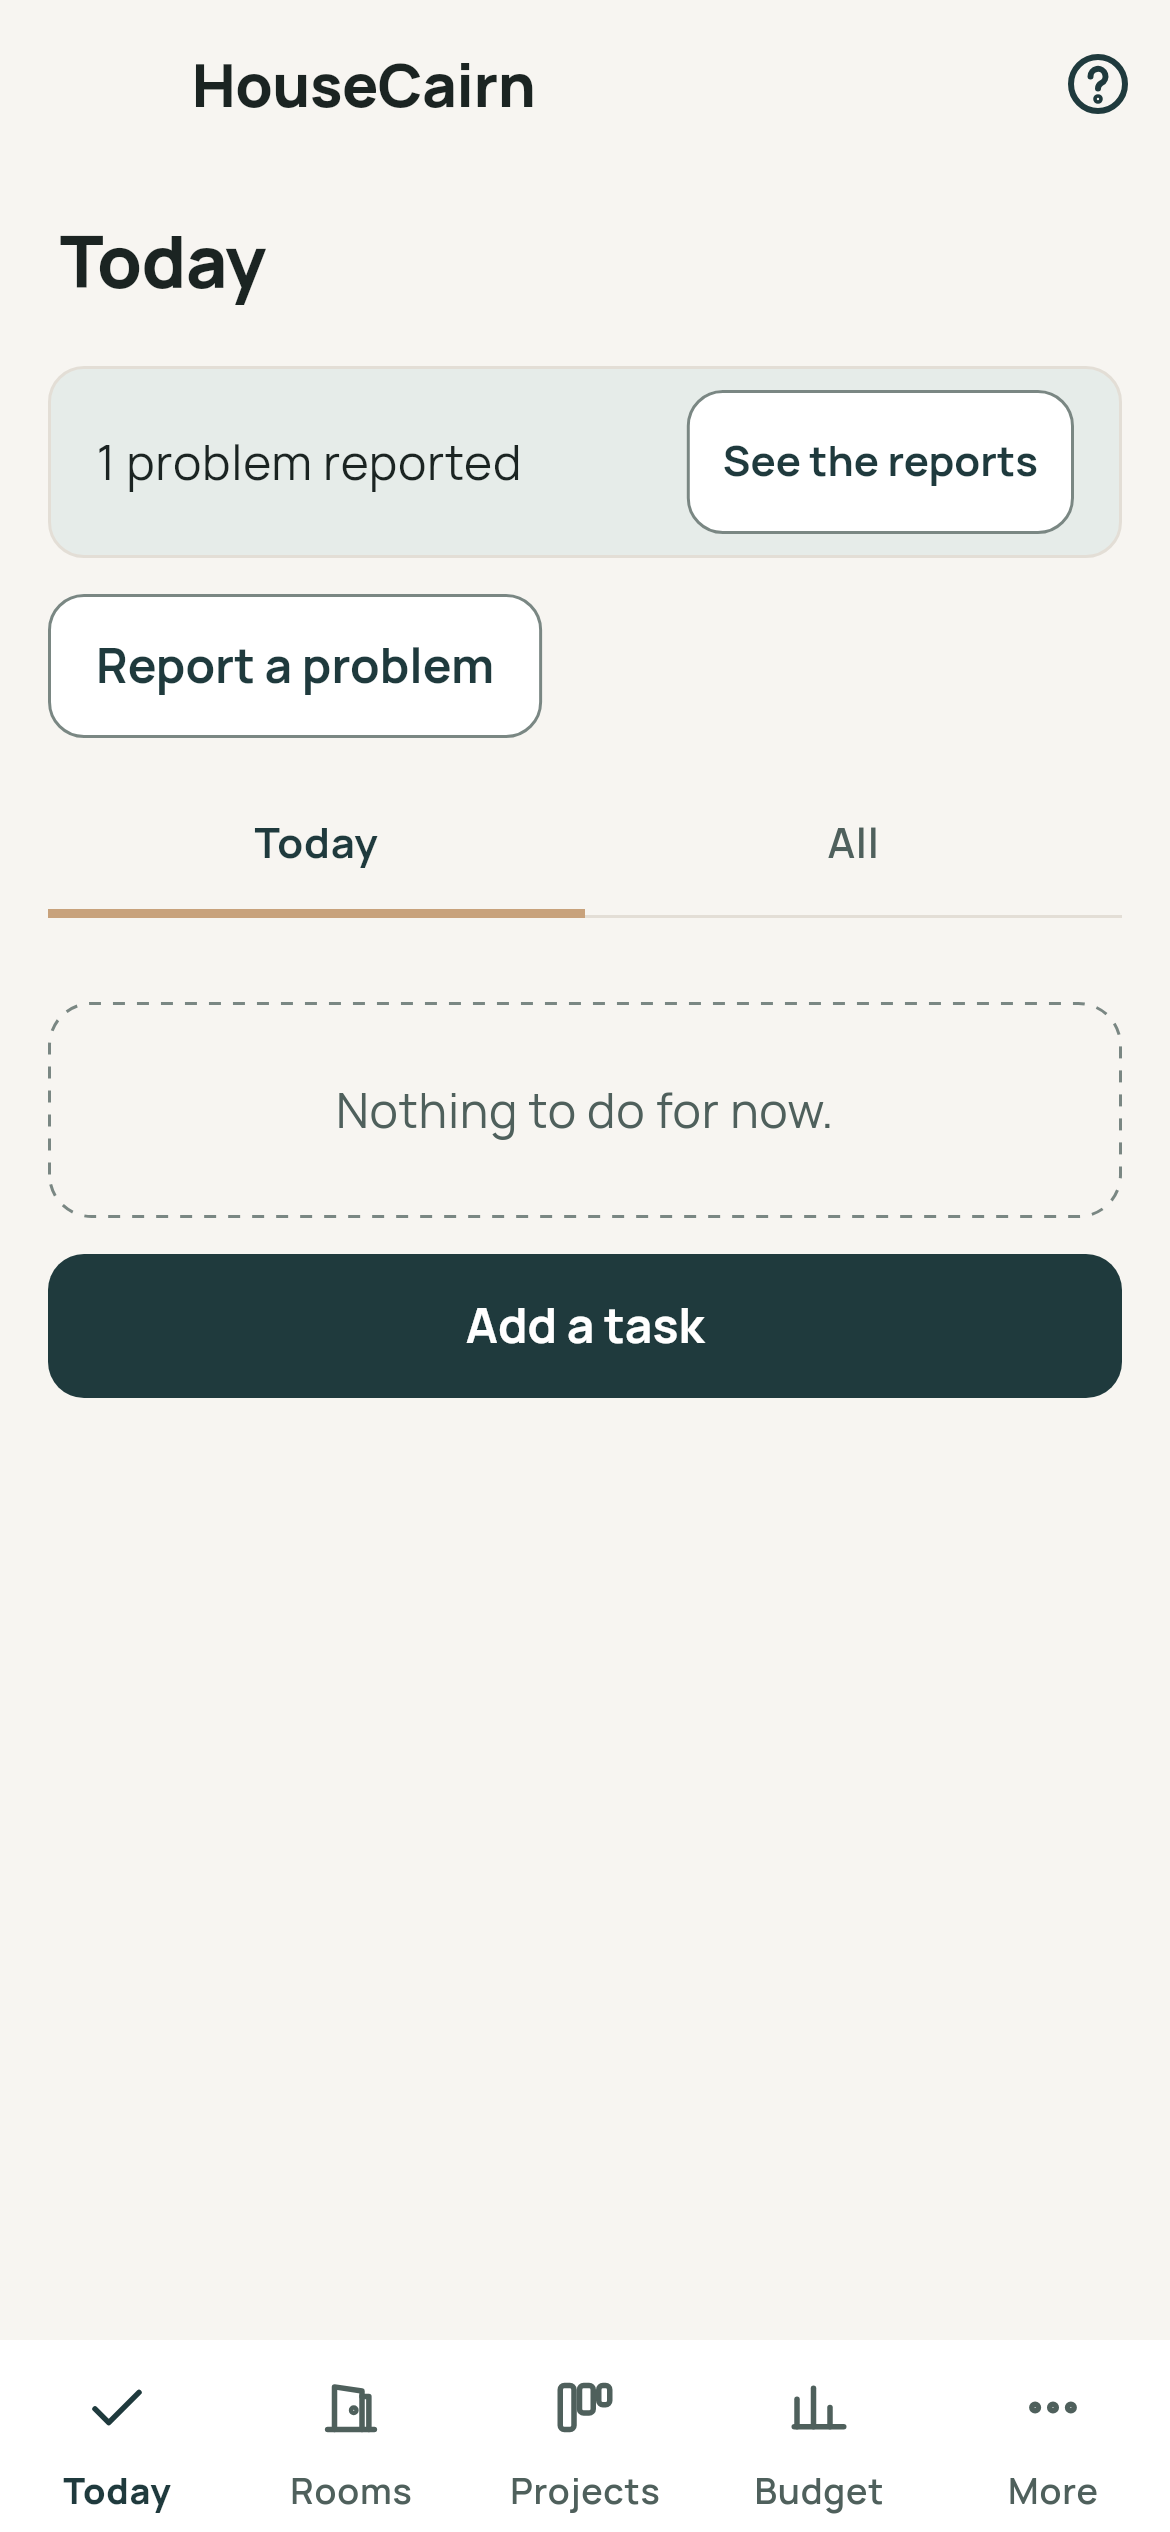 HouseCairn
Today
1 problem reported
See the reports
Report a problem
Today
All
Nothing to do for now.
Add a task
Today
Rooms
Projects
Budget
More